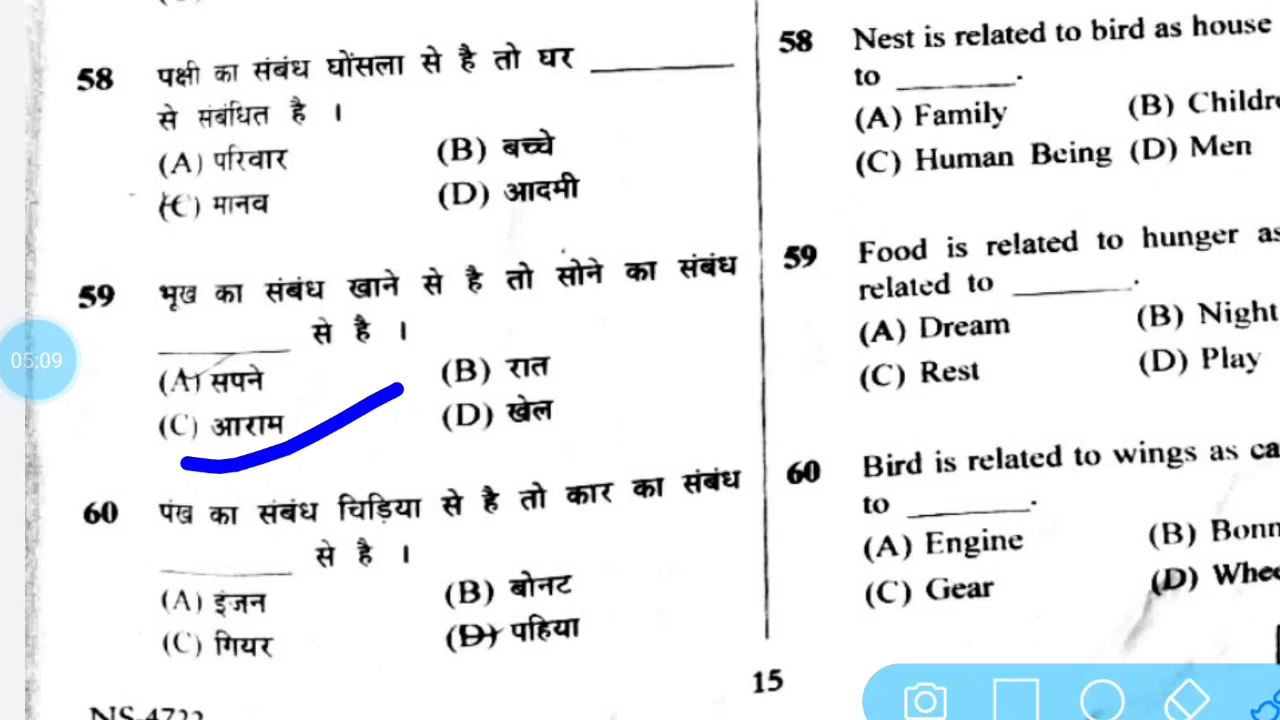 58 पक्षी का संबंध घोंसला से है तो घर ________
से संबंधित है ।
(A) परिवार (B) बच्चे
(C) मानव (D) आदमी
59 भूख का संबंध खाने से है तो सोने का संबंध
________ से है ।
(A) सपने (B) रात
(C) आराम (D) खेल
60 पंख का संबंध चिड़िया से है तो कार का संबंध
________ से है ।
(A) इंजन (B) बोनट
(C) गियर (D) पहिया
58 Nest is related to bird as house
to ________.
(A) Family (B)
(C) Human Being (D) Men
59 Food is related to hunger as
related to ________.
(A) Dream (B) Night
(C) Rest (D) Play
60 Bird is related to wings as
to ________.
(A) Engine (B)
(C) Gear (D)
15
NS-4722
05:09